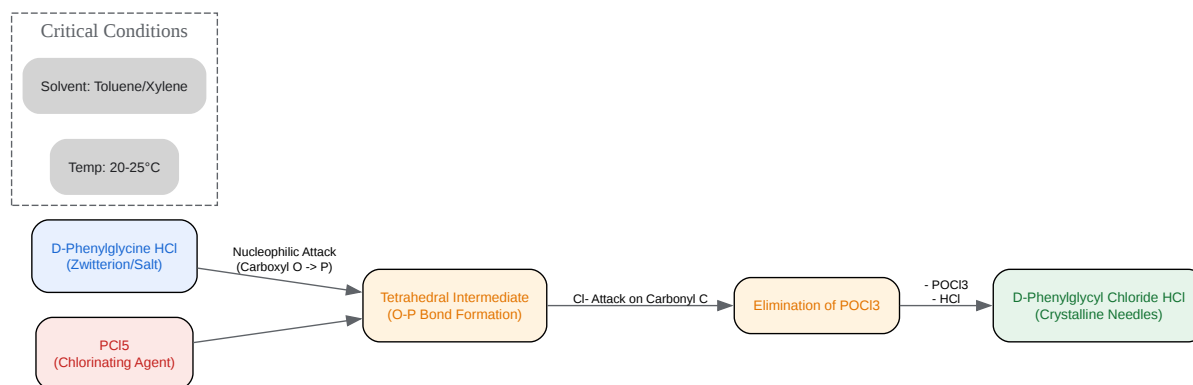 Critical Conditions
Solvent: Toluene/Xylene
Temp: 20-25°C
D-Phenylglycine HCl
(Zwitterion/Salt)
PCl5
(Chlorinating Agent)
Nucleophilic Attack
(Carboxyl O -> P)
Tetrahedral Intermediate
(O-P Bond Formation)
Cl- Attack on Carbonyl C
Elimination of POCl3
- POCl3
- HCl
D-Phenylglycyl Chloride HCl
(Crystalline Needles)